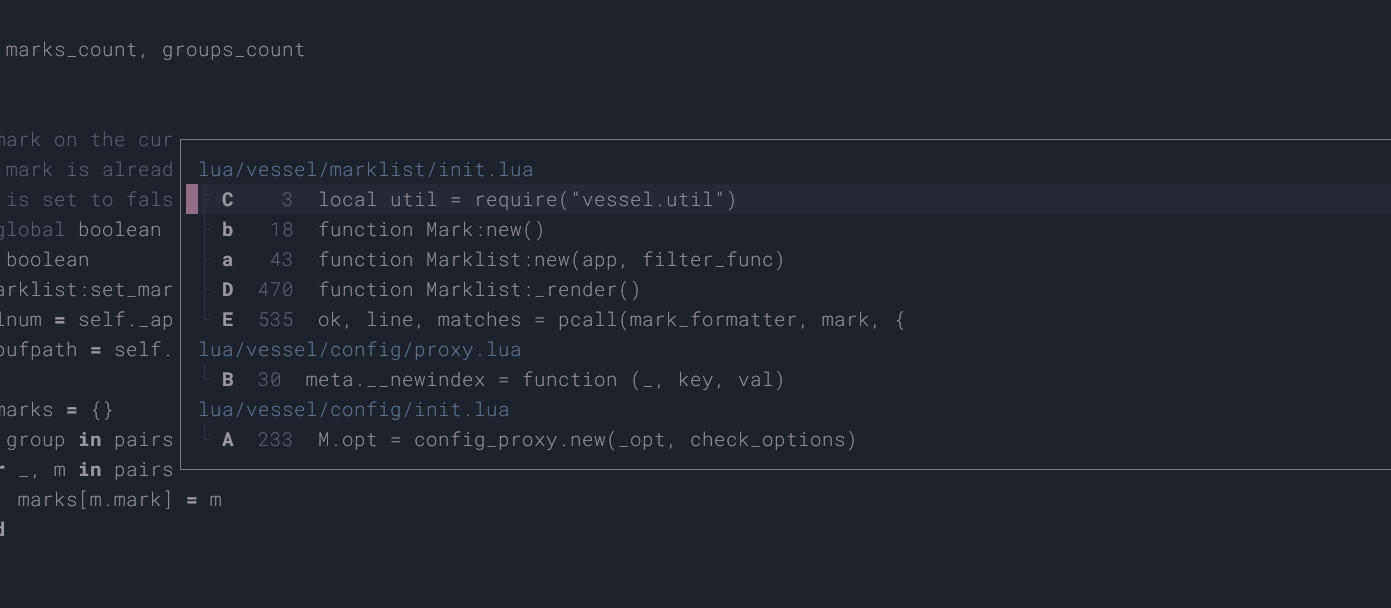 marks_count, groups_count
mark on the cur
mark is alread
lua/vessel/marklist/init.lua
is set to fals
C 3 local util = require("vessel.util")
global boolean
b 18 function Mark:new()
boolean
a 43 function Marklist:new(app, filter_func)
arklist:set_mar
D 470 function Marklist:_render()
lnum = self._ap
E 535 ok, line, matches = pcall(mark_formatter, mark, {
bufpath = self.
lua/vessel/config/proxy.lua
B 30 meta.__newindex = function (_, key, val)
marks = {}
lua/vessel/config/init.lua
group in pairs
A 233 M.opt = config_proxy.new(_opt, check_options)
r _, m in pairs
marks[m.mark] = m
d